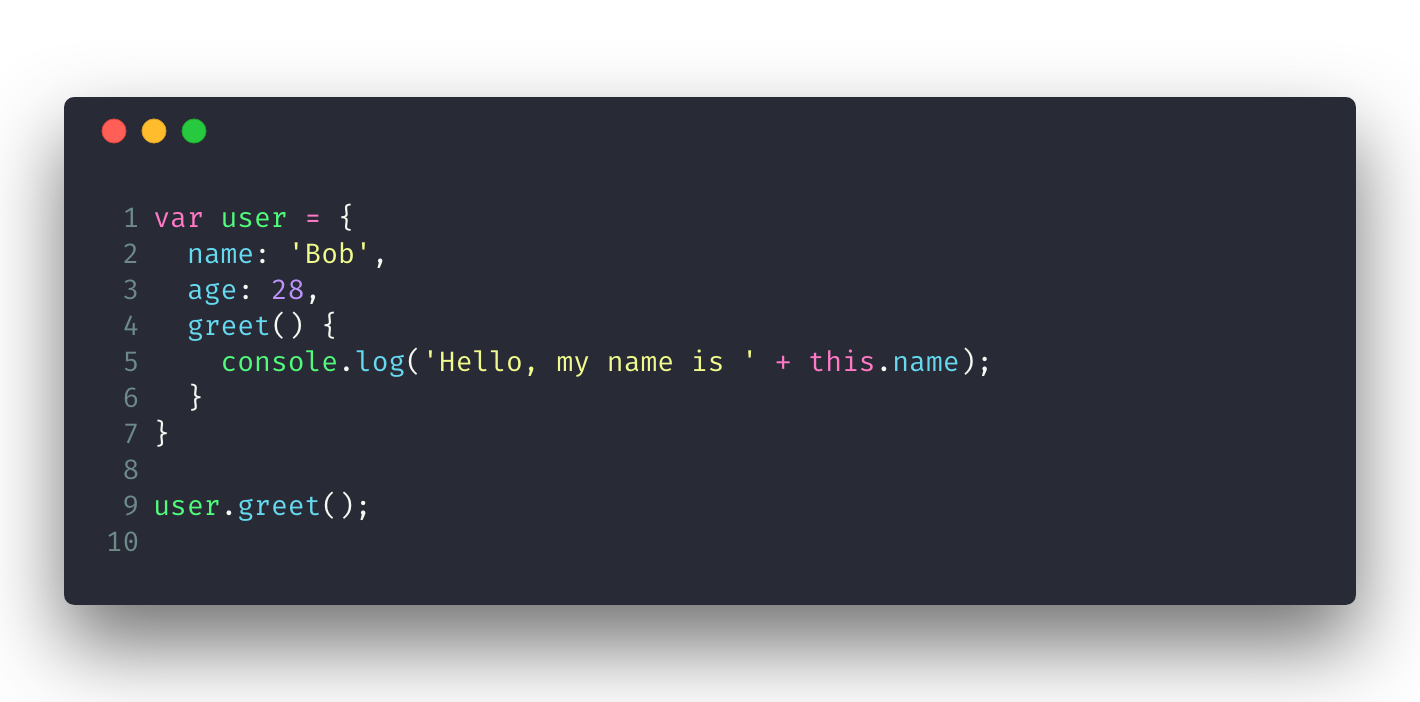 1 var user = {
2   name: 'Bob',
3   age: 28,
4   greet() {
5     console.log('Hello, my name is ' + this.name);
6   }
7 }
8
9 user.greet();
10